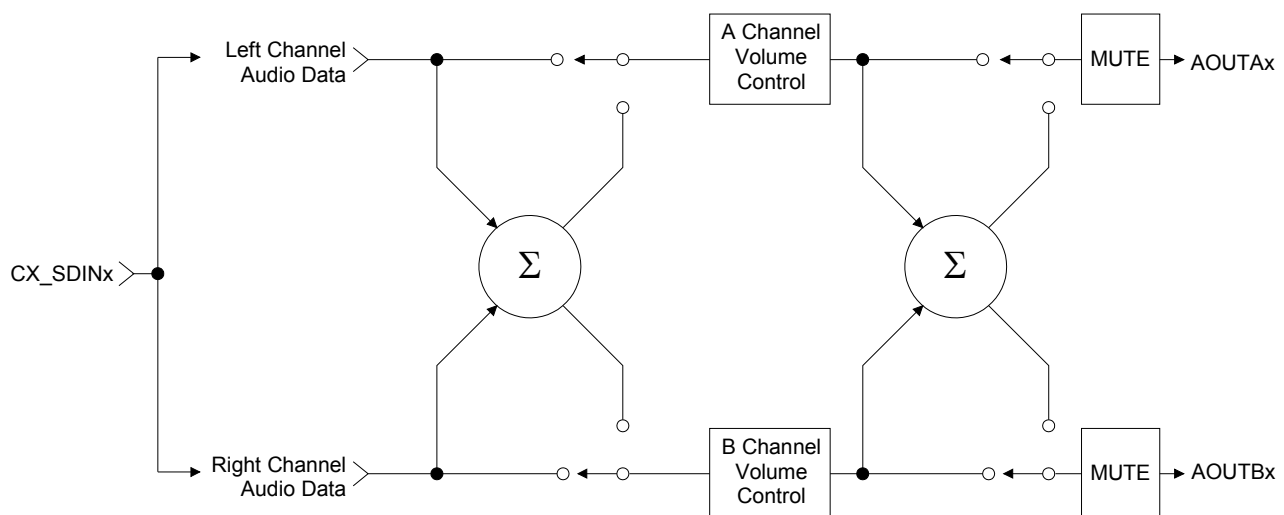 Left Channel
Audio Data
A Channel
Volume
Control
MUTE
AOUTAx
Σ
Σ
CX_SDINx
Right Channel
Audio Data
B Channel
Volume
Control
MUTE
AOUTBx